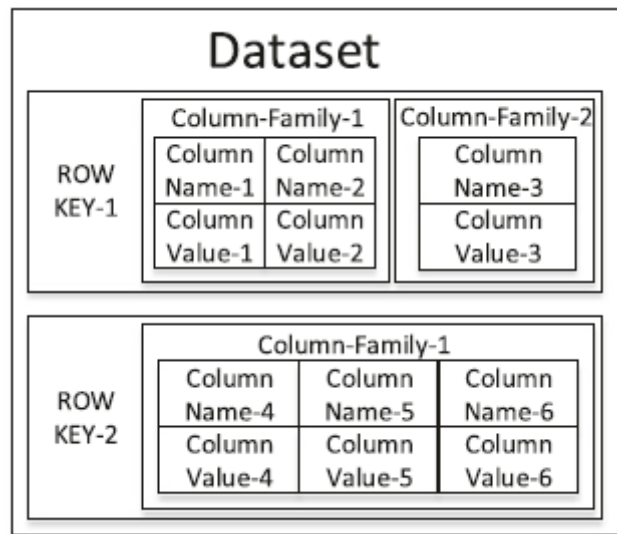 Dataset
ROW
KEY-1
Column-Family-1
Column
Name-1
Column
Name-2
Column
Value-1
Column
Value-2
Column-Family-2
Column
Name-3
Column
Value-3
ROW
KEY-2
Column-Family-1
Column
Name-4
Column
Name-5
Column
Name-6
Column
Value-4
Column
Value-5
Column
Value-6